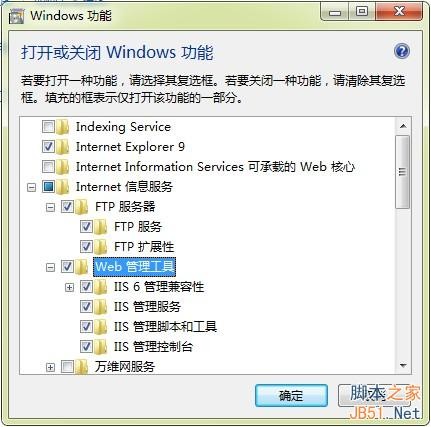 Windows 功能
打开或关闭 Windows 功能
若要打开一种功能，请选择其复选框。若要关闭一种功能，请清除其复选
框。填充的框表示仅打开该功能的一部分。
Indexing Service
Internet Explorer 9
Internet Information Services 可承载的 Web 核心
Internet 信息服务
FTP 服务器
FTP 服务
FTP 扩展性
Web 管理工具
IIS 6 管理兼容性
IIS 管理服务
IIS 管理脚本和工具
IIS 管理控制台
万维网服务
确定
脚本之家
JB51.Net